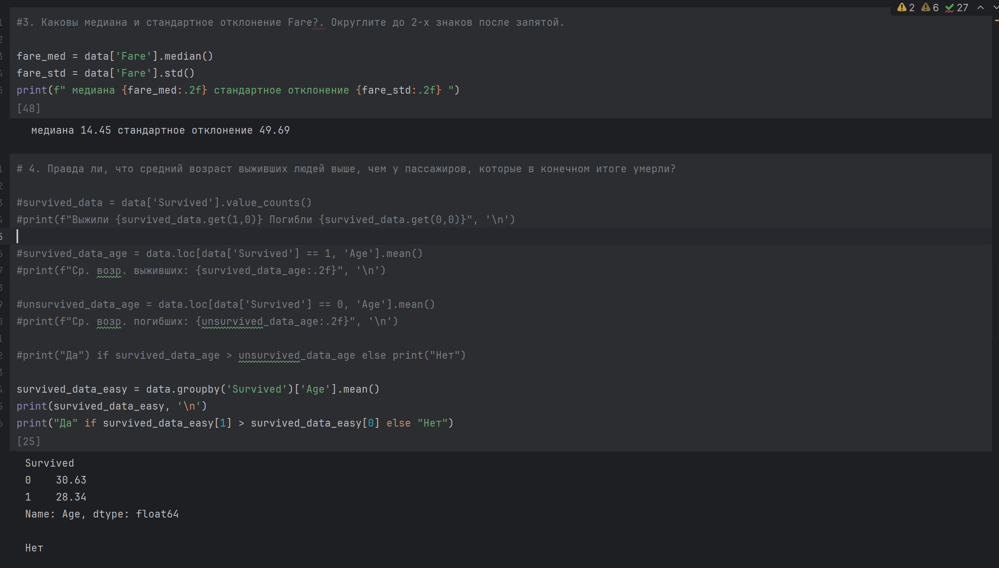 2 6 27
#3. Каковы медиана и стандартное отклонение Fare?. Округлите до 2-х знаков после запятой.
fare_med = data['Fare'].median()
fare_std = data['Fare'].std()
print(f" медиана {fare_med:.2f} стандартное отклонение {fare_std:.2f} ")
[48]
медиана 14.45 стандартное отклонение 49.69
# 4. Правда ли, что средний возраст выживших людей выше, чем у пассажиров, которые в конечном итоге умерли?
#survived_data = data['Survived'].value_counts()
#print(f"Выжили {survived_data.get(1,0)} Погибли {survived_data.get(0,0)}", '\n')
#survived_data_age = data.loc[data['Survived'] == 1, 'Age'].mean()
#print(f"Ср. возр. выживших: {survived_data_age:.2f}", '\n')
#unsurvived_data_age = data.loc[data['Survived'] == 0, 'Age'].mean()
#print(f"Ср. возр. погибших: {unsurvived_data_age:.2f}", '\n')
#print("Да") if survived_data_age > unsurvived_data_age else print("Нет")
survived_data_easy = data.groupby('Survived')['Age'].mean()
print(survived_data_easy, '\n')
print("Да" if survived_data_easy[1] > survived_data_easy[0] else "Нет")
[25]
Survived
0    30.63
1    28.34
Name: Age, dtype: float64
Нет